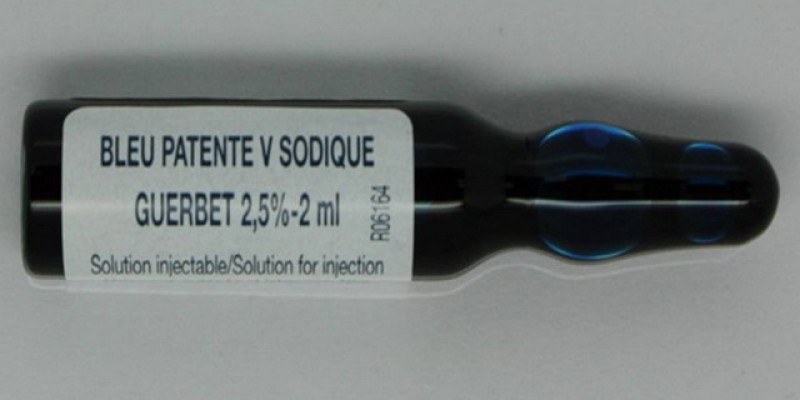 BLEU PATENTE V SODIQUE
GUERBET 2,5%-2 ml
R06164
Solution injectable/Solution for injection